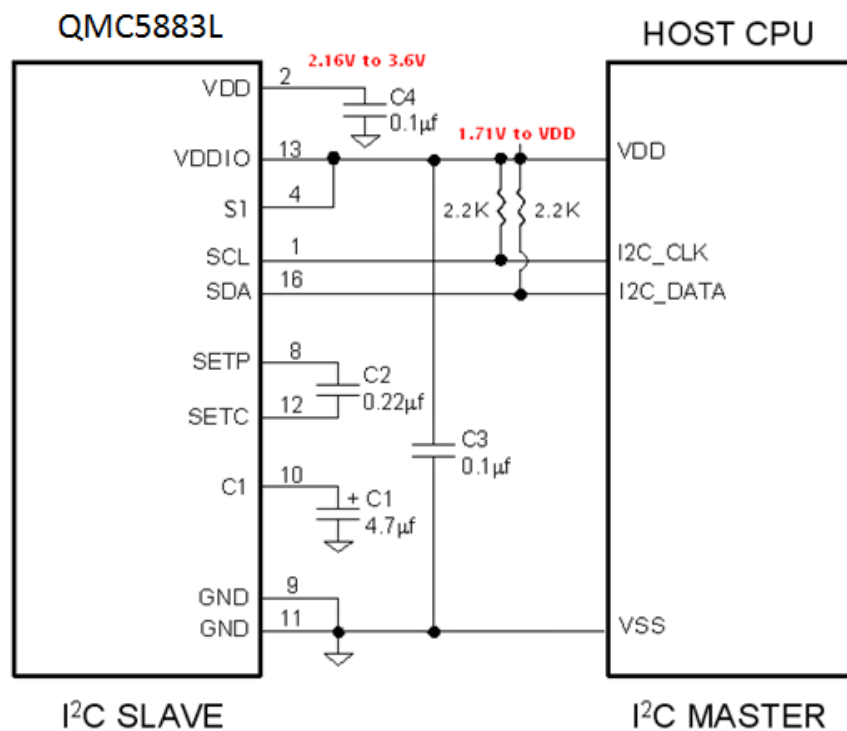 QMC5883L
HOST CPU
VDD 2 2.16V to 3.6V
C4
0.1µf
1.71V to VDD
VDDIO 13 VDD
S1 4 2.2K 2.2K
SCL 1 I2C_CLK
SDA 16 I2C_DATA
SETP 8
C2
0.22µf
SETC 12
C3
0.1µf
C1 10
+ C1
4.7µf
GND 9
GND 11 VSS
I²C SLAVE
I²C MASTER